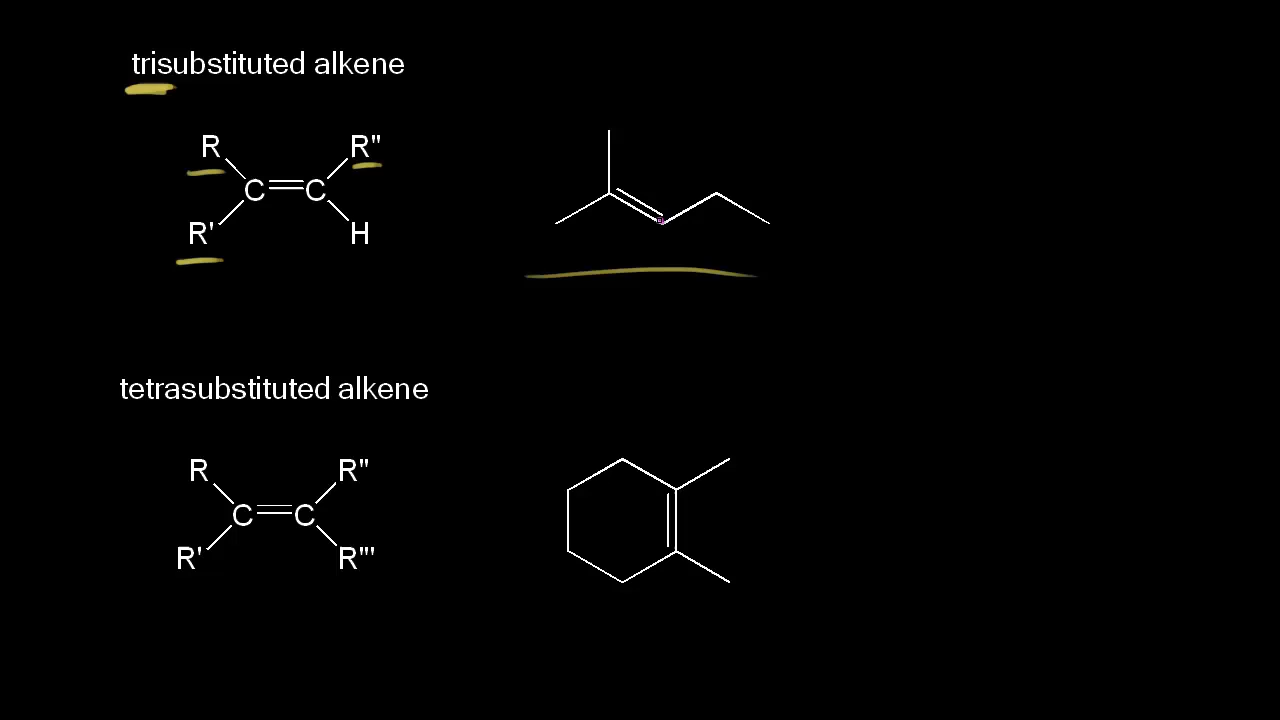 trisubstituted alkene
R R"
C C
R' H
tetrasubstituted alkene
R R"
C C
R' R"'